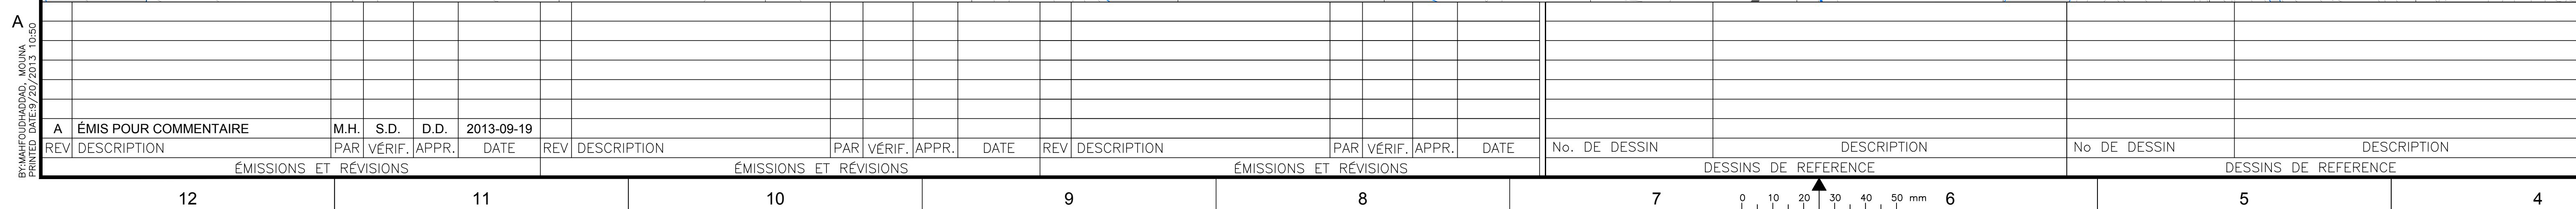 A
BY:MAHFOUDHADDAD, MOUNA
PRINTED DATE:9/20/2013 10:50
A ÉMIS POUR COMMENTAIRE M.H. S.D. D.D. 2013-09-19
REV DESCRIPTION PAR VÉRIF. APPR. DATE REV DESCRIPTION PAR VÉRIF. APPR. DATE REV DESCRIPTION PAR VÉRIF. APPR. DATE No. DE DESSIN DESCRIPTION No DE DESSIN DESCRIPTION
ÉMISSIONS ET RÉVISIONS ÉMISSIONS ET RÉVISIONS ÉMISSIONS ET RÉVISIONS DESSINS DE REFERENCE DESSINS DE REFERENCE
12 11 10 9 8 7 0 10 20 30 40 50 mm 6 5 4